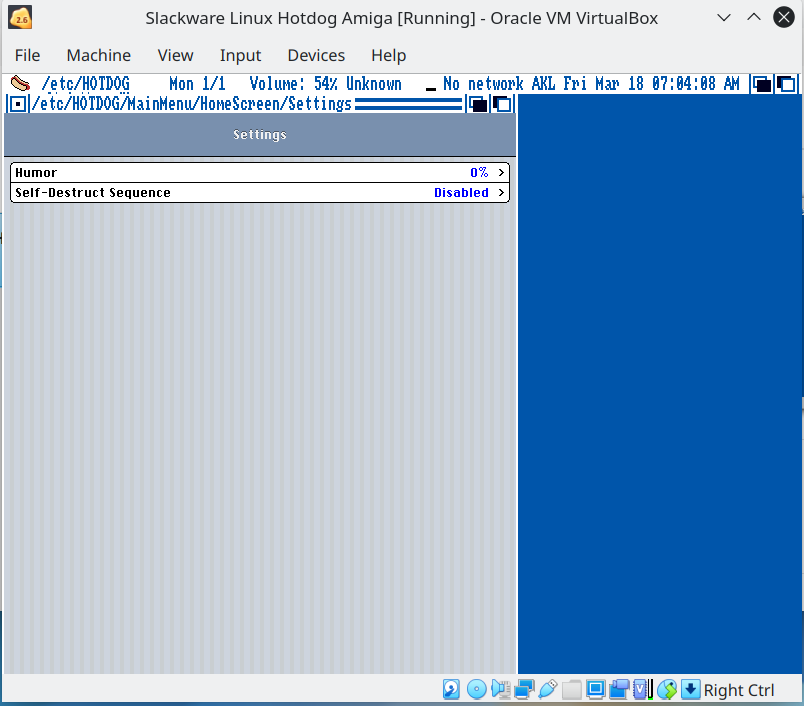 2.6
Slackware Linux Hotdog Amiga [Running] - Oracle VM VirtualBox
File Machine View Input Devices Help
/etc/HOTDOG Mon 1/1 Volume: 54% Unknown _ No network AKL Fri Mar 18 07:04:08 AM
/etc/HOTDOG/MainMenu/HomeScreen/Settings
Settings
Humor 0% >
Self-Destruct Sequence Disabled >
V Right Ctrl